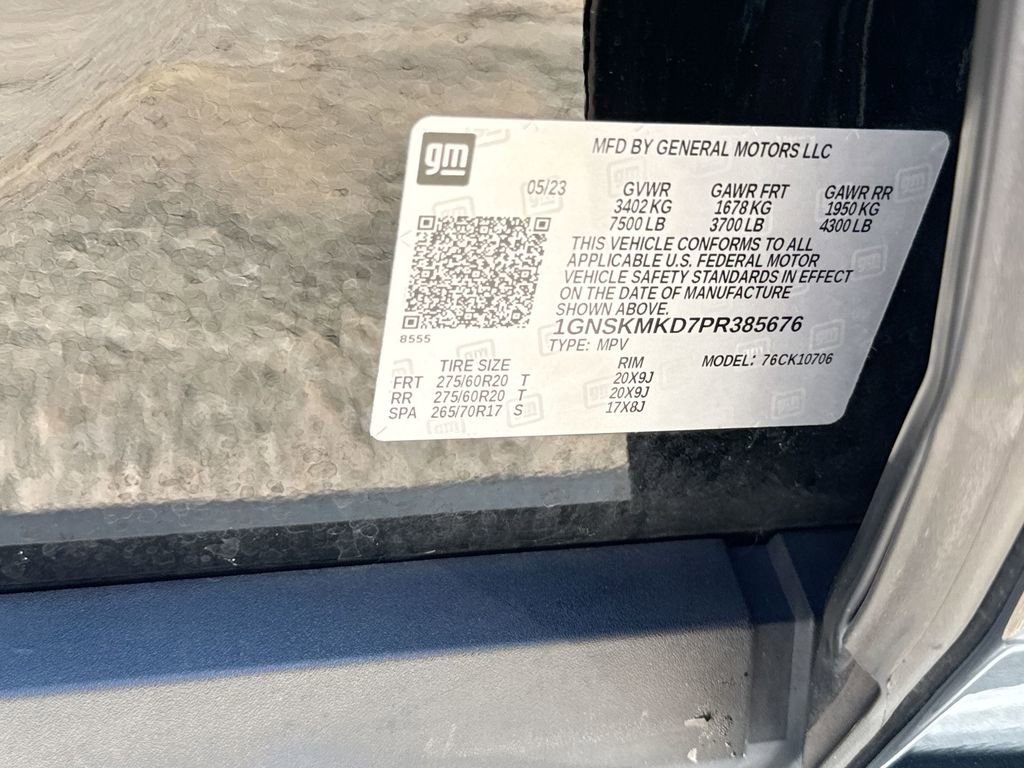 gm
MFD BY GENERAL MOTORS LLC
05/23 GVWR GAWR FRT GAWR RR
3402 KG 1678 KG 1950 KG
7500 LB 3700 LB 4300 LB
THIS VEHICLE CONFORMS TO ALL
APPLICABLE U.S. FEDERAL MOTOR
VEHICLE SAFETY STANDARDS IN EFFECT
ON THE DATE OF MANUFACTURE
SHOWN ABOVE.
1GNSKMKD7PR385676
8555
TYPE: MPV
TIRE SIZE RIM MODEL: 76CK10706
FRT 275/60R20 T 20X9J
RR 275/60R20 T 20X9J
SPA 265/70R17 S 17X8J